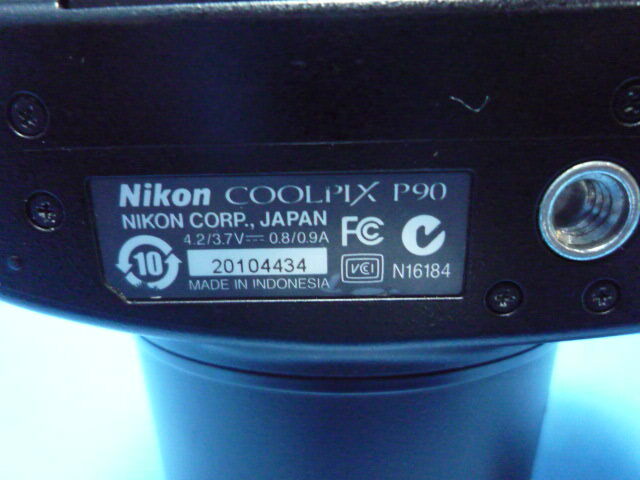 Nikon COOLPIX P90
NIKON CORP., JAPAN
4.2/3.7V⎓ 0.8/0.9A
FC
10
20104434
VCI
N16184
MADE IN INDONESIA